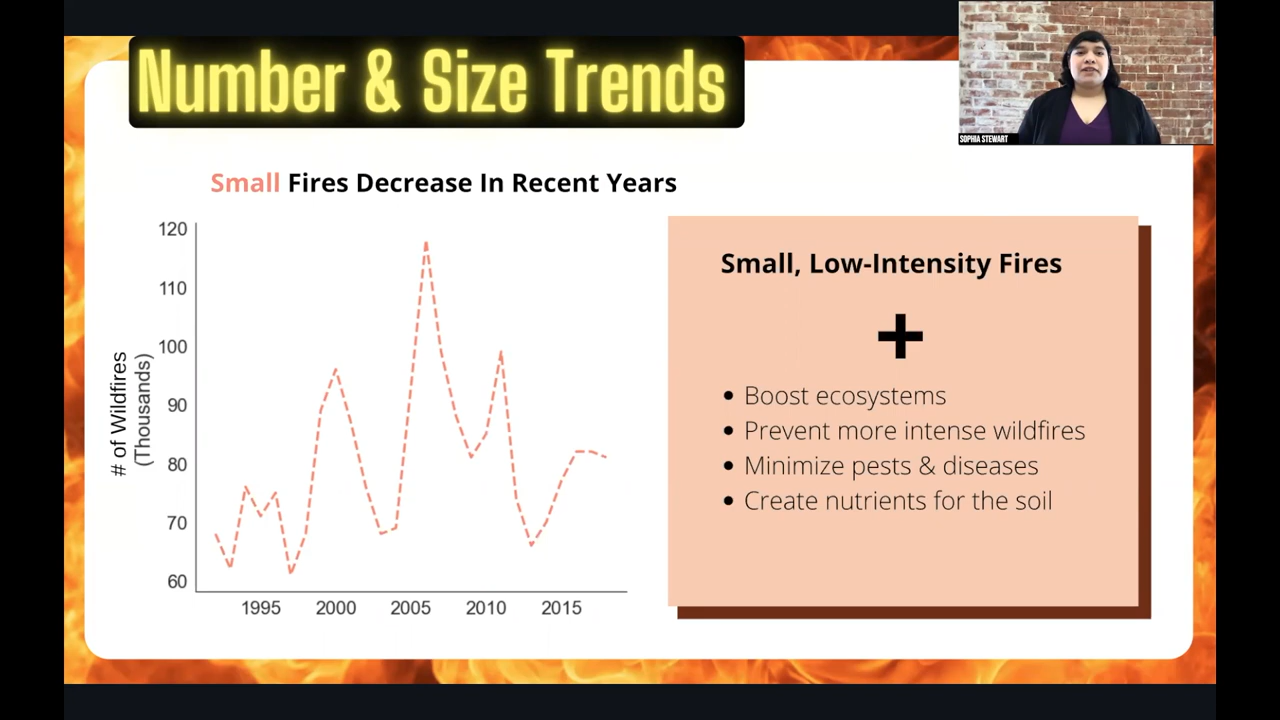 Number & Size Trends
SOPHIA STEWART
Small Fires Decrease In Recent Years
120
110
100
90
80
70
60
# of Wildfires
(Thousands)
1995 2000 2005 2010 2015
Small, Low-Intensity Fires
+
• Boost ecosystems
• Prevent more intense wildfires
• Minimize pests & diseases
• Create nutrients for the soil